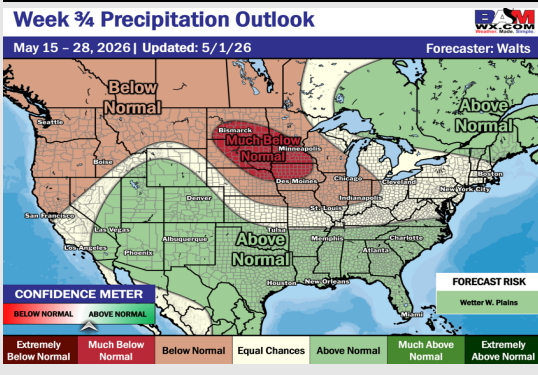 Week ¾ Precipitation Outlook
BAM
WX.COM
Weather. Made. Simple.
May 15 – 28, 2026 | Updated: 5/1/26
Forecaster: Walts
Below
Normal
Above
Normal
Seattle
Bismarck
Much Below
Normal
Minneapolis
Boise
Des Moines
Chicago
Cleveland
Boston
New York City
Indianapolis
Denver
St. Louis
San Francisco
Las Vegas
Tulsa
Los Angeles
Albuquerque
Above
Normal
Memphis
Charlotte
Phoenix
Atlanta
Houston
New Orleans
Miami
FORECAST RISK
Wetter W. Plains
CONFIDENCE METER
BELOW NORMAL
ABOVE NORMAL
Extremely
Below Normal
Much Below
Normal
Below Normal
Equal Chances
Above Normal
Much Above
Normal
Extremely
Above Normal